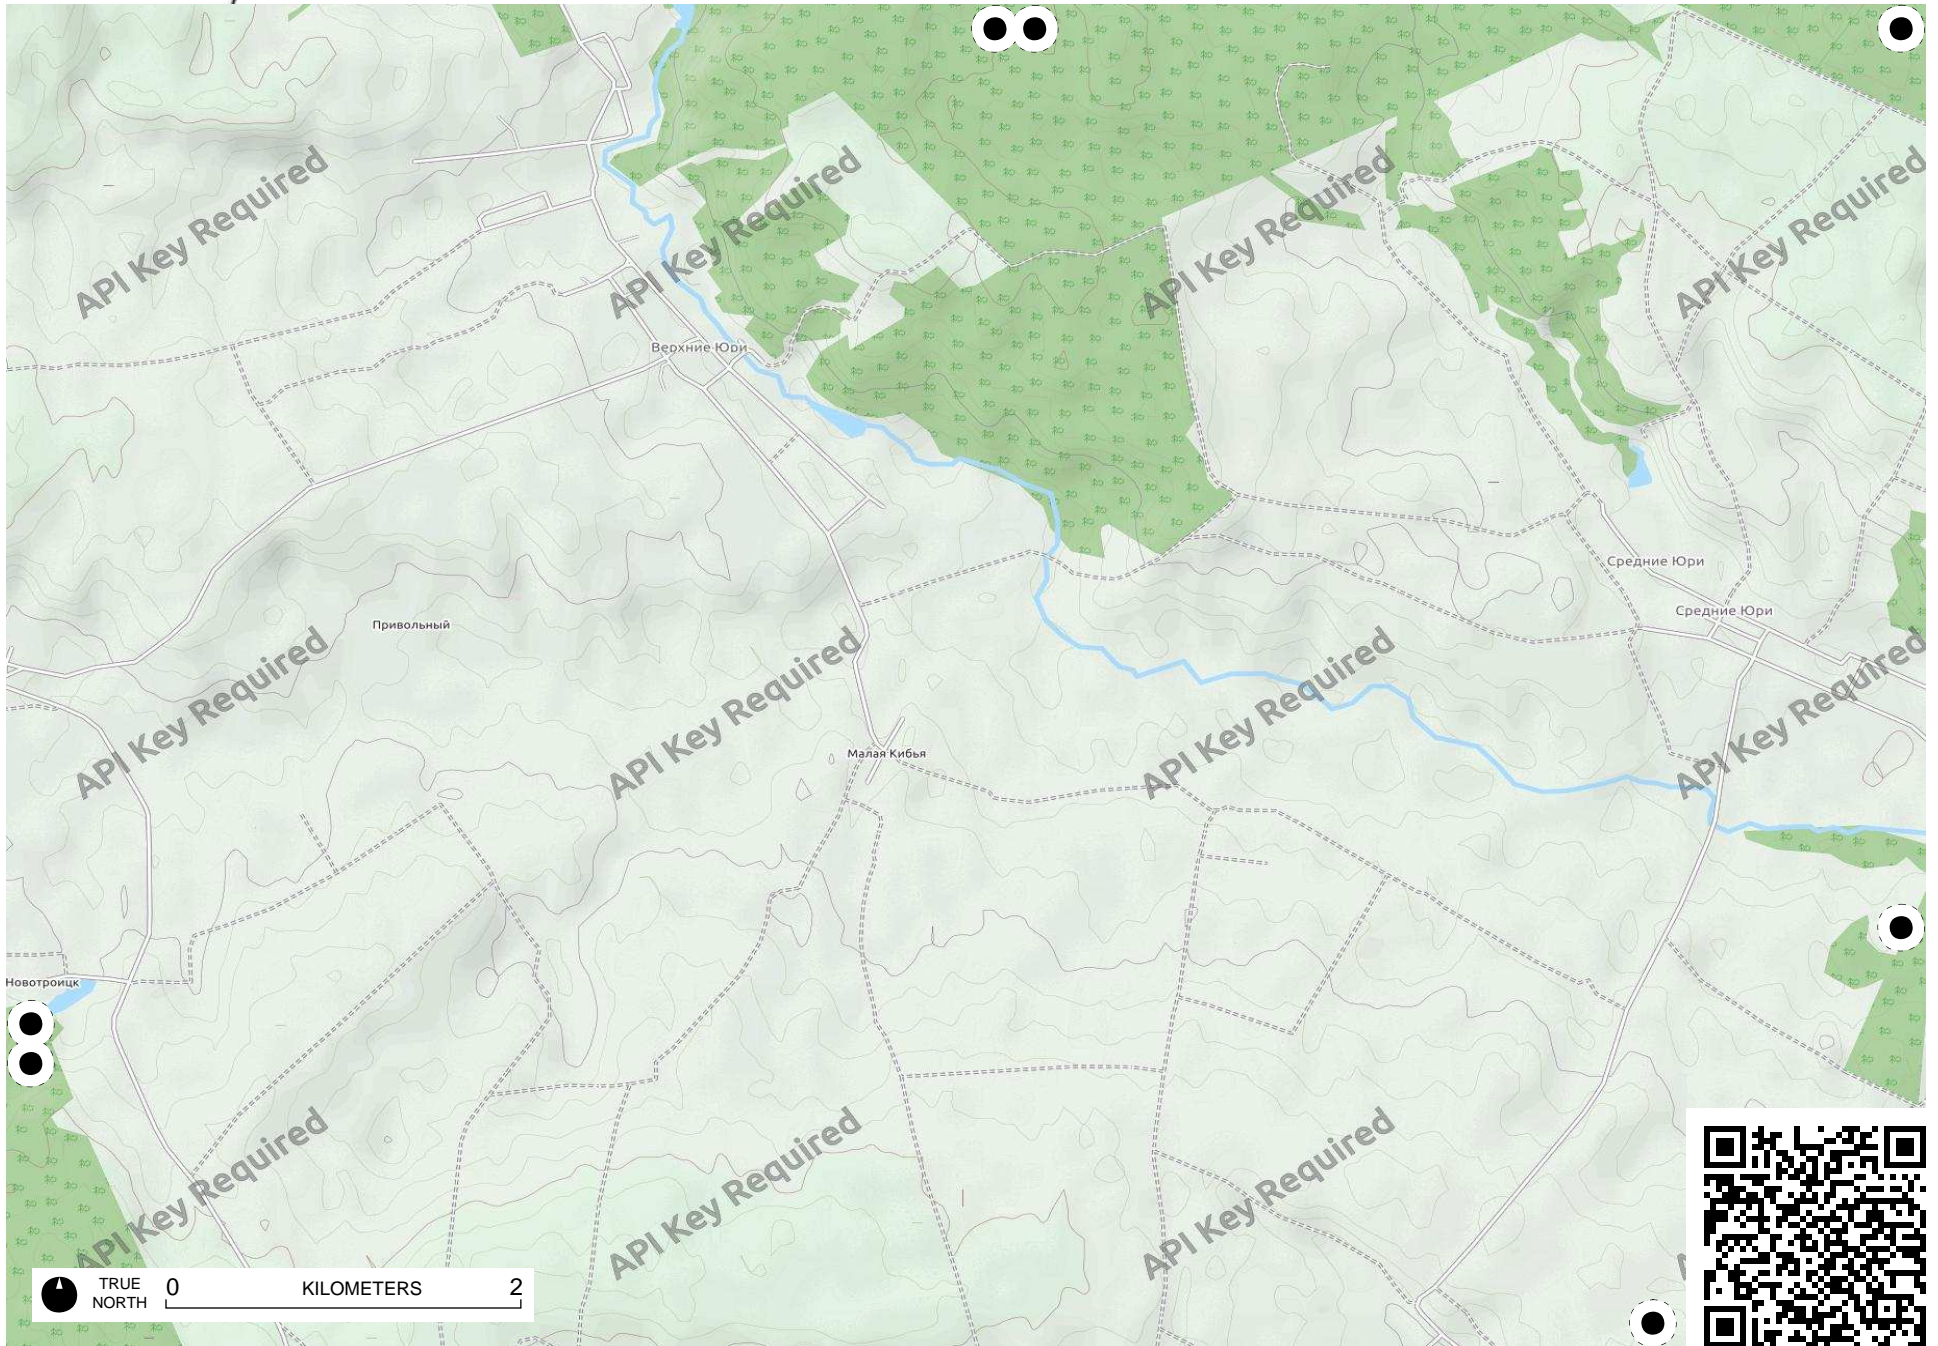 API Key Required
API Key Required
API Key Required
API Key Required
Верхние Юри
Средние Юри
Средние Юри
Привольный
API Key Required
API Key Required
API Key Required
API Key Required
Малая Кибья
Новотроицк
API Key Required
API Key Required
API Key Required
TRUE NORTH
0 KILOMETERS 2